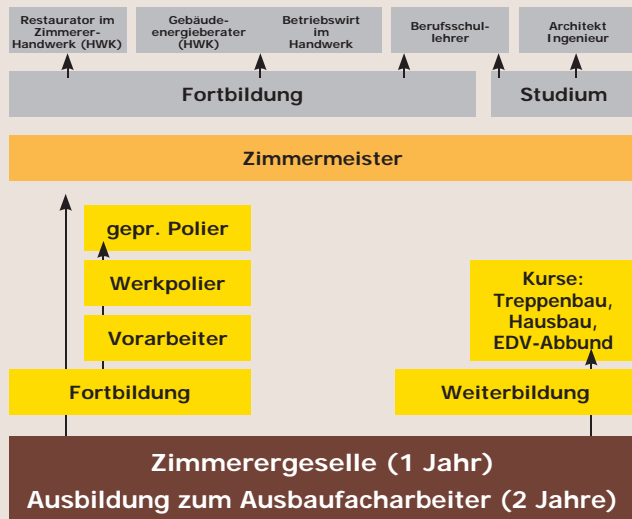 Restaurator im
Zimmerer-
Handwerk (HWK)
Gebäude-
energieberater
(HWK)
Betriebswirt
im
Handwerk
Berufsschul-
lehrer
Architekt
Ingenieur
Fortbildung
Studium
Zimmermeister
gepr. Polier
Werkpolier
Vorarbeiter
Fortbildung
Kurse:
Treppenbau,
Hausbau,
EDV-Abbund
Weiterbildung
Zimmerergeselle (1 Jahr)
Ausbildung zum Ausbaufacharbeiter (2 Jahre)